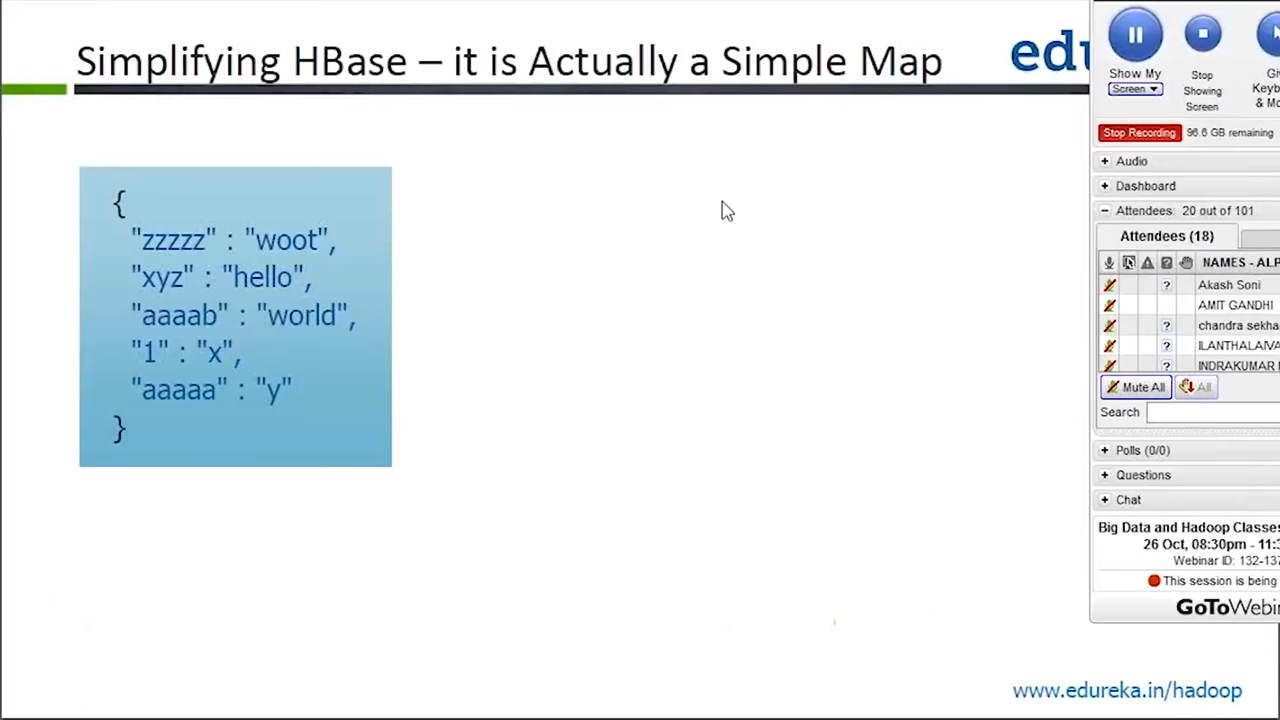 Simplifying HBase – it is Actually a Simple Map
edu
{
"zzzzz" : "woot",
"xyz" : "hello",
"aaaab" : "world",
"1" : "x",
"aaaaa" : "y"
}
Show My
Screen
Stop
Showing
Screen
Stop Recording
96.6 GB remaining
+ Audio
+ Dashboard
− Attendees: 20 out of 101
Attendees (18)
NAMES - ALP
? Akash Soni
AMIT GANDHI
? chandra sekha
?
? INDRAKUMAR
Mute All
All
Search
+ Polls (0/0)
+ Questions
+ Chat
Big Data and Hadoop Classes
26 Oct, 08:30pm - 11:3
Webinar ID: 132-137
This session is being
GoToWebin
www.edureka.in/hadoop